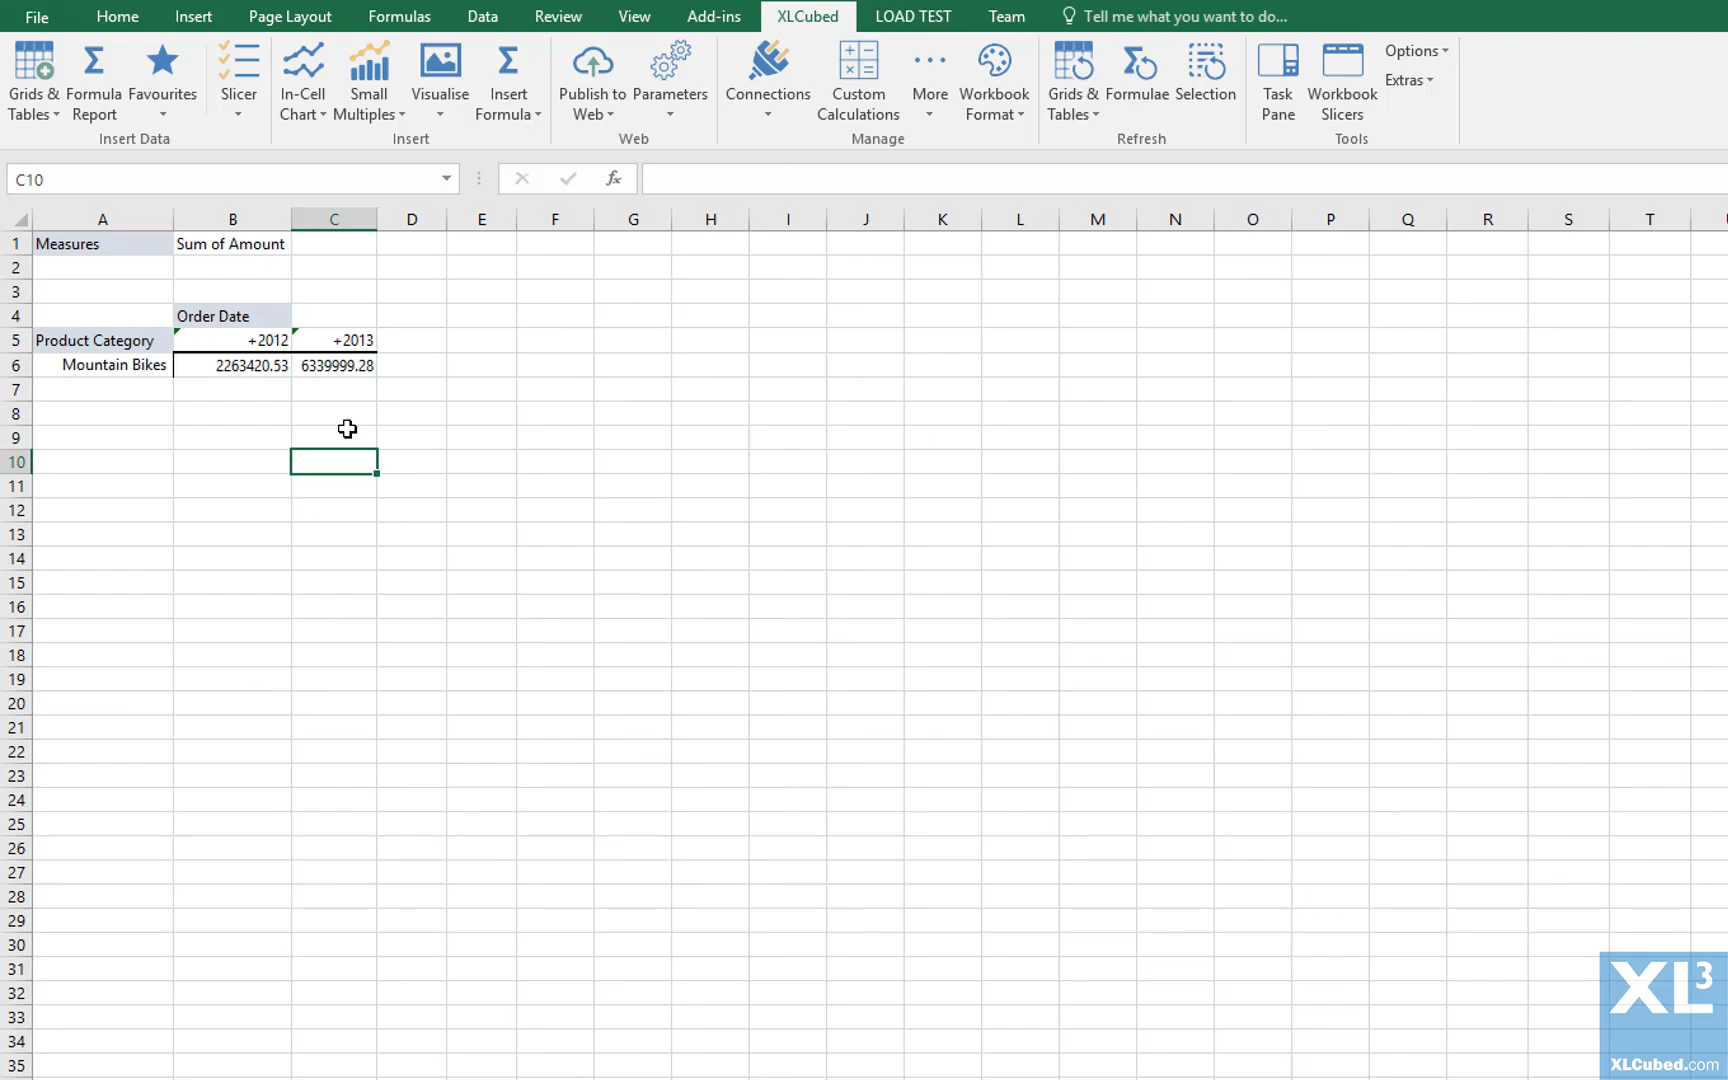 File Home Insert Page Layout Formulas Data Review View Add-ins XLCubed LOAD TEST Team Tell me what you want to do...
Grids & Tables Formula Report Favourites Slicer In-Cell Chart Small Multiples Visualise Insert Formula Publish to Web Parameters Connections Custom Calculations More Workbook Format Grids & Tables Formulae Selection Task Pane Workbook Slicers Options Extras
Insert Data Insert Web Manage Refresh Tools
C10 fx
A B C D E F G H I J K L M N O P Q R S T
1 Measures Sum of Amount
2
3
4 Order Date
5 Product Category +2012 +2013
6 Mountain Bikes 2263420.53 6339999.28
7
8
9
10
11
12
13
14
15
16
17
18
19
20
21
22
23
24
25
26
27
28
29
30
31
32
33
34
35
XL3
XLCubed.com